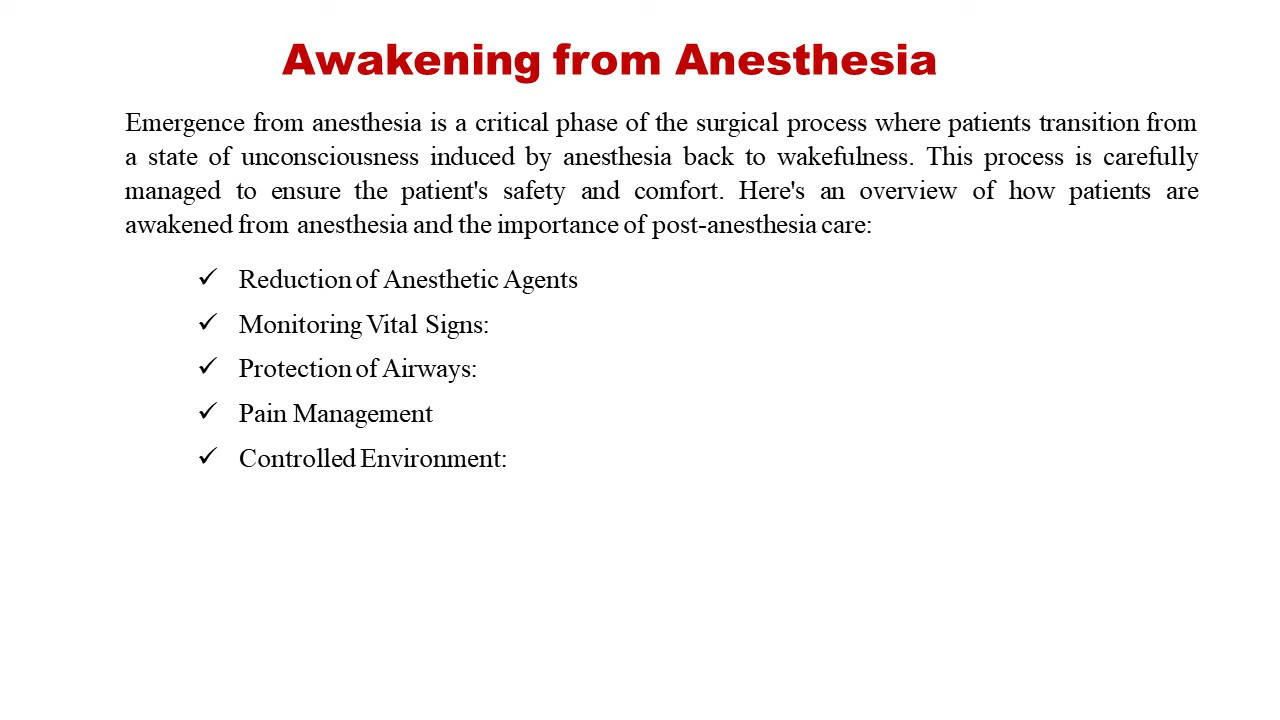 Awakening from Anesthesia
Emergence from anesthesia is a critical phase of the surgical process where patients transition from
a state of unconsciousness induced by anesthesia back to wakefulness. This process is carefully
managed to ensure the patient's safety and comfort. Here's an overview of how patients are
awakened from anesthesia and the importance of post-anesthesia care:
✓ Reduction of Anesthetic Agents
✓ Monitoring Vital Signs:
✓ Protection of Airways:
✓ Pain Management
✓ Controlled Environment: